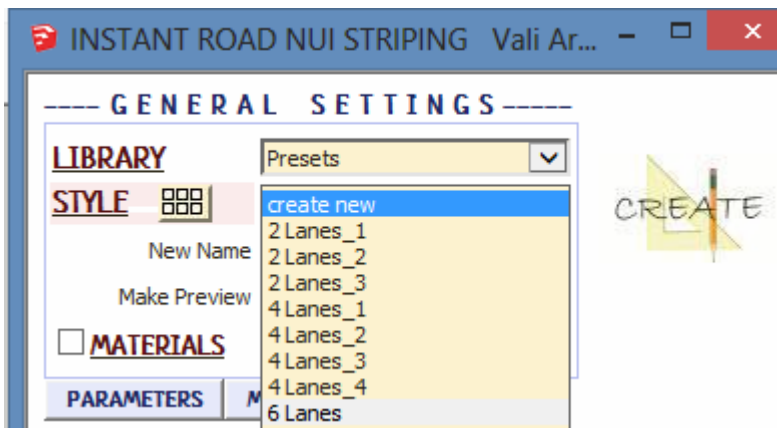 INSTANT ROAD NUI STRIPING Vali Ar...
---- GENERAL SETTINGS-----
LIBRARY Presets
STYLE create new
2 Lanes_1
New Name 2 Lanes_2
2 Lanes_3
Make Preview 4 Lanes_1
4 Lanes_2
MATERIALS 4 Lanes_3
4 Lanes_4
PARAMETERS M 6 Lanes
CREATE